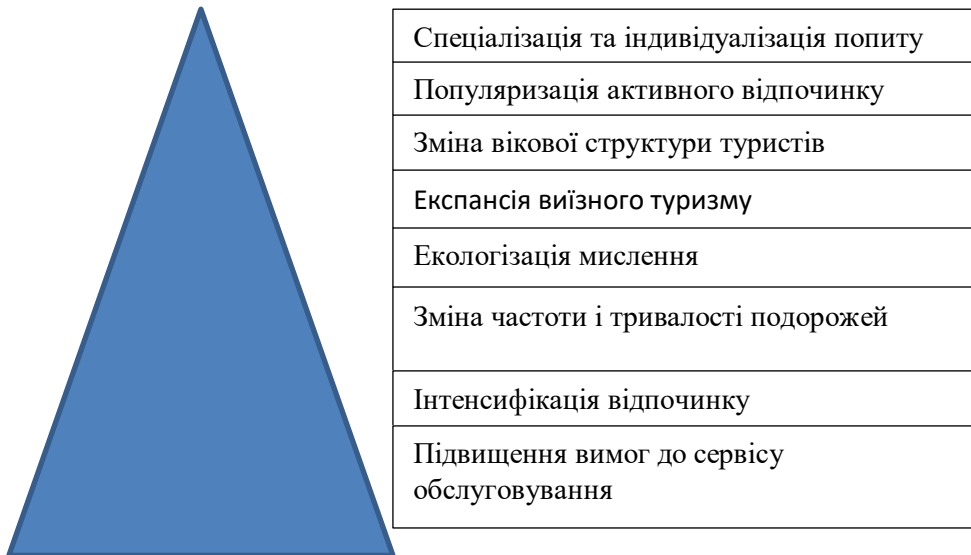 Спеціалізація та індивідуалізація попиту
Популяризація активного відпочинку
Зміна вікової структури туристів
Експансія виїзного туризму
Екологізація мислення
Зміна частоти і тривалості подорожей
Інтенсифікація відпочинку
Підвищення вимог до сервісу
обслуговування